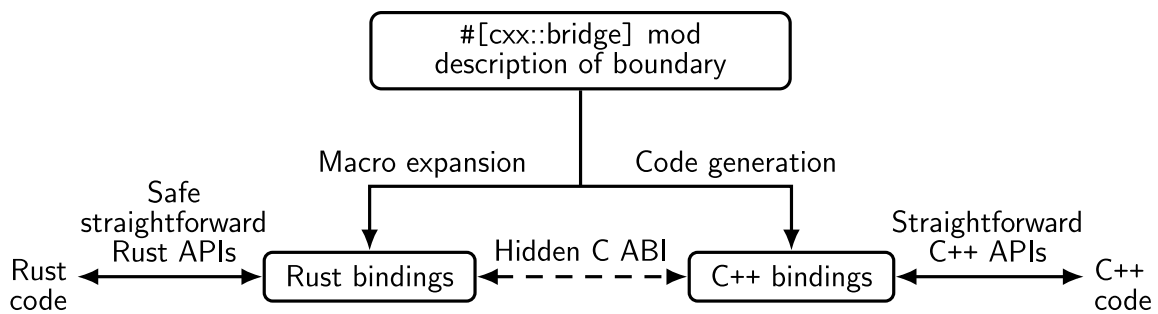 #[cxx::bridge] mod
description of boundary
Macro expansion
Code generation
Safe
straightforward
Rust APIs
Straightforward
C++ APIs
Hidden C ABI
Rust
code
Rust bindings
C++ bindings
C++
code